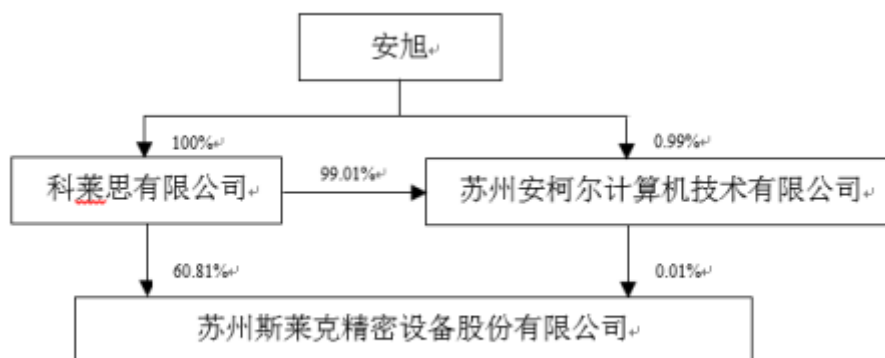 安旭
100%
0.99%
科莱思有限公司
99.01%
苏州安柯尔计算机技术有限公司
60.81%
0.01%
苏州斯莱克精密设备股份有限公司